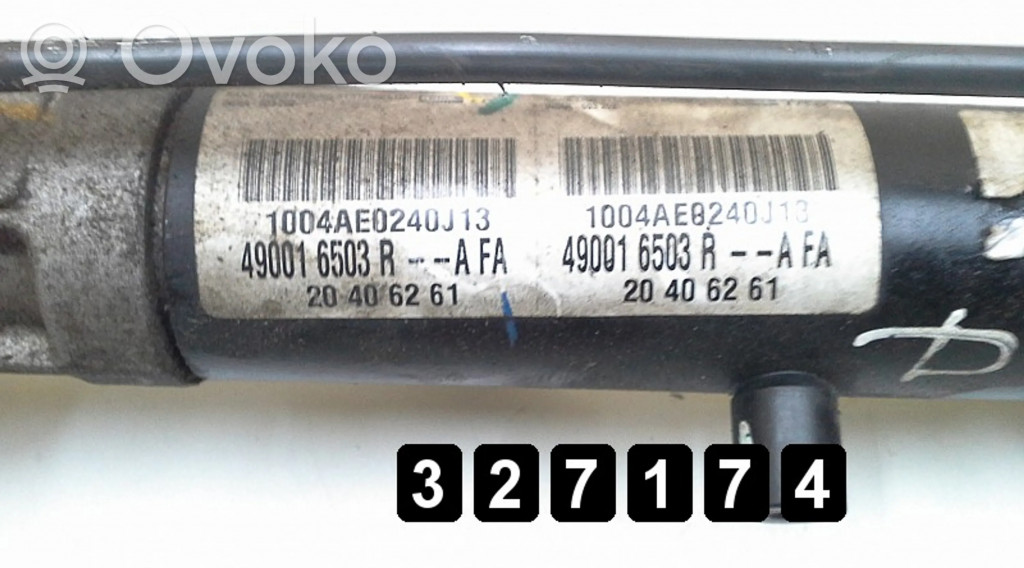 Ovoko
1004AE0240J13 1004AE0240J13
49001 6503 R --A FA 49001 6503 R --A FA
20 40 62 61 20 40 62 61
D
3 2 7 1 7 4